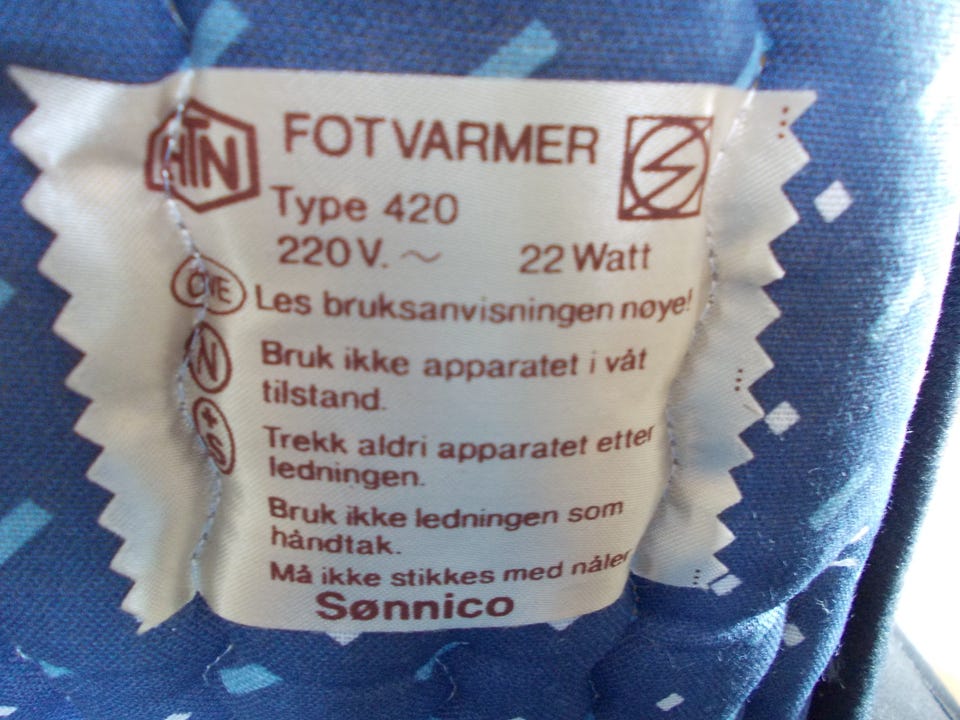 HTN
FOTVARMER
Type 420
220V. ~ 22 Watt
OVE
Les bruksanvisningen nøye!
N
Bruk ikke apparatet i våt
tilstand.
+S
Trekk aldri apparatet etter
ledningen.
Bruk ikke ledningen som
håndtak.
Må ikke stikkes med nåler
Sønnico